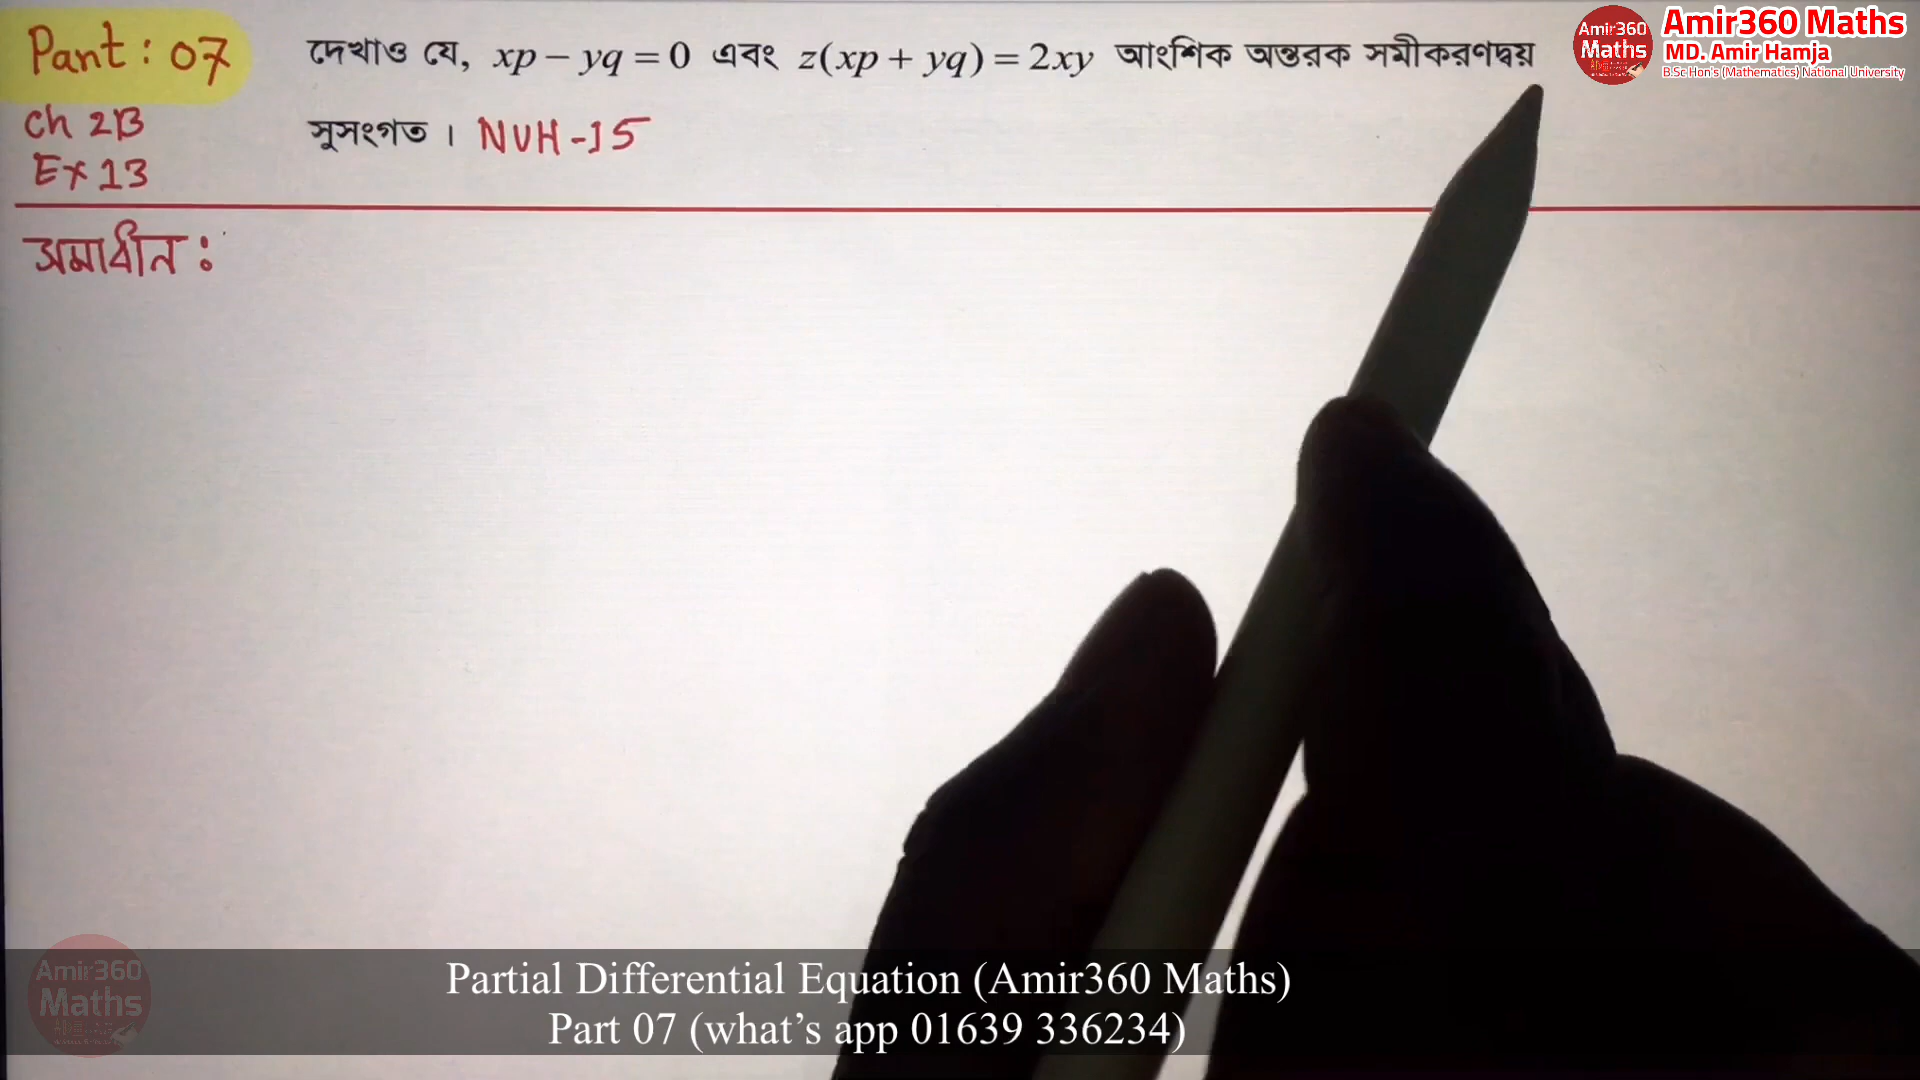 Part : 07
Ch 2B
Ex 13
দেখাও যে, xp − yq = 0 এবং z(xp + yq) = 2xy আংশিক অন্তরক সমীকরণদ্বয়
সুসংগত। NUH-15
সমাধান :
Amir360 Maths
Amir360 Maths
MD. Amir Hamja
B.Sc Hon's (Mathematics) National University
Amir360
Maths
Partial Differential Equation (Amir360 Maths)
Part 07 (what's app 01639 336234)